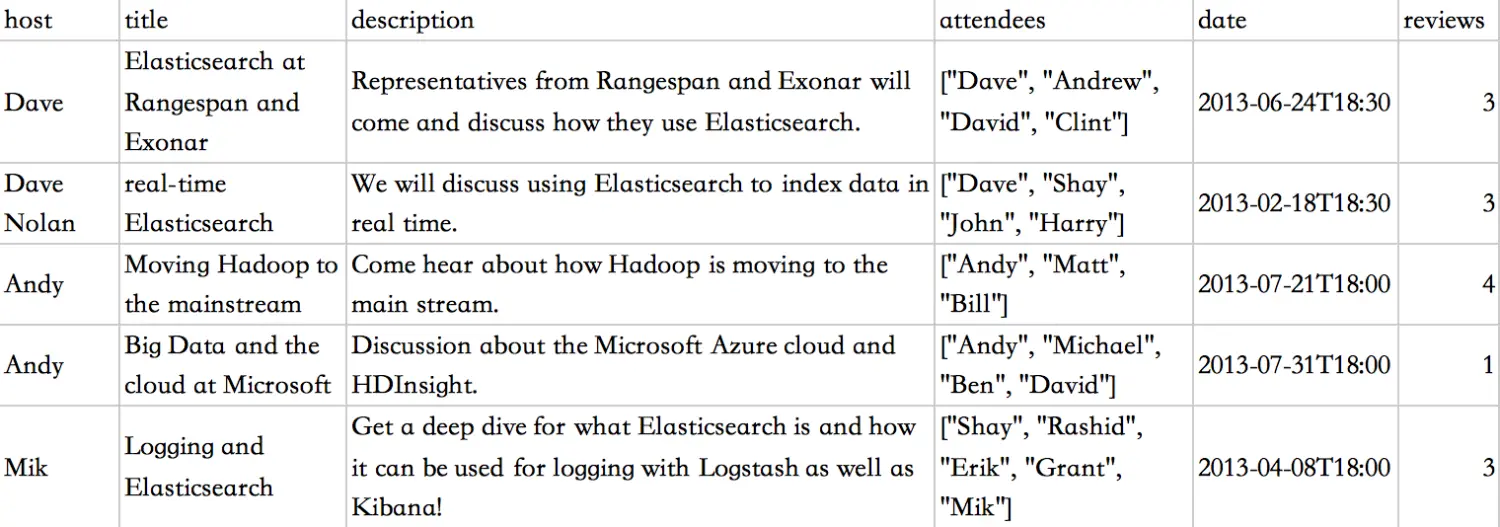 host title description attendees date reviews
Dave
Elasticsearch at
Rangespan and
Exonar
Representatives from Rangespan and Exonar will
come and discuss how they use Elasticsearch.
["Dave", "Andrew",
"David", "Clint"]
2013-06-24T18:30
3
Dave
Nolan
real-time
Elasticsearch
We will discuss using Elasticsearch to index data in
real time.
["Dave", "Shay",
"John", "Harry"]
2013-02-18T18:30
3
Andy
Moving Hadoop to
the mainstream
Come hear about how Hadoop is moving to the
main stream.
["Andy", "Matt",
"Bill"]
2013-07-21T18:00
4
Andy
Big Data and the
cloud at Microsoft
Discussion about the Microsoft Azure cloud and
HDInsight.
["Andy", "Michael",
"Ben", "David"]
2013-07-31T18:00
1
Mik
Logging and
Elasticsearch
Get a deep dive for what Elasticsearch is and how
it can be used for logging with Logstash as well as
Kibana!
["Shay", "Rashid",
"Erik", "Grant",
"Mik"]
2013-04-08T18:00
3